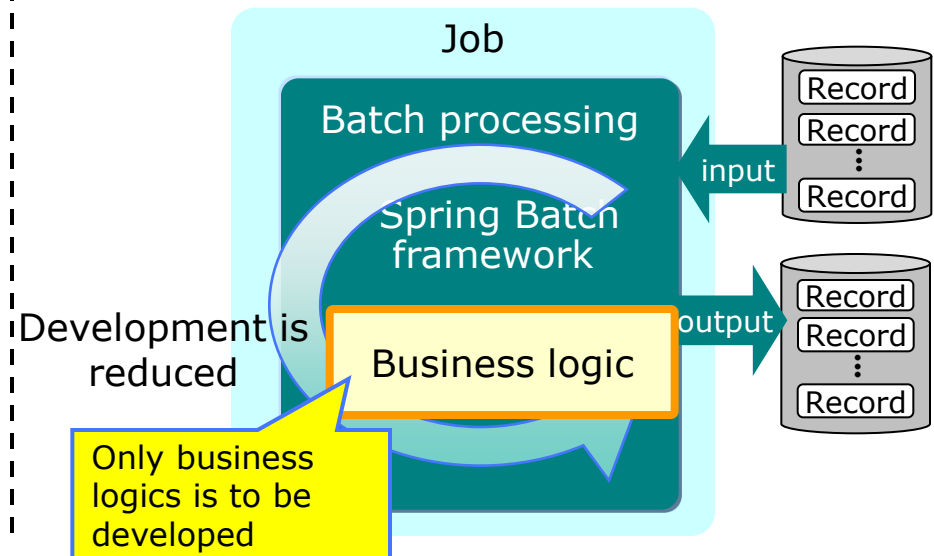 Job
Batch processing
Spring Batch
framework
Business logic
Development is
reduced
Only business
logics is to be
developed
input
Record
Record
Record
output
Record
Record
Record